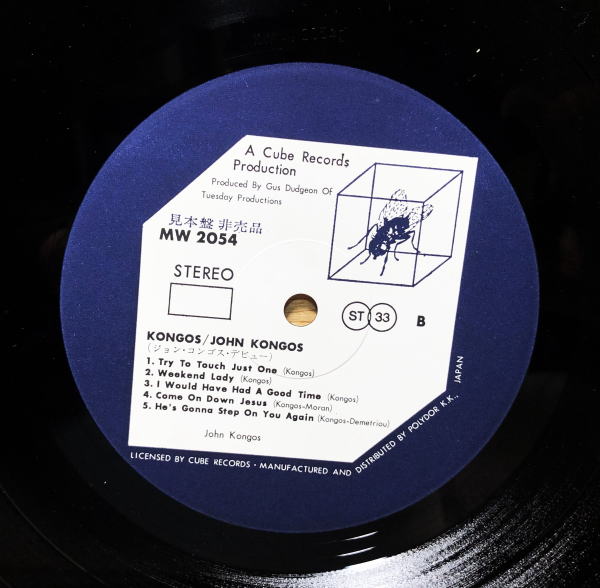 A Cube Records
Production
Produced By Gus Dudgeon Of
Tuesday Productions
見本盤 非売品
MW 2054
STEREO
ST 33
B
KONGOS/JOHN KONGOS
(ジョン・コンゴス・デビュー)
1. Try To Touch Just One (Kongos)
2. Weekend Lady (Kongos)
3. I Would Have Had A Good Time (Kongos)
4. Come On Down Jesus (Kongos-Moran)
5. He's Gonna Step On You Again (Kongos-Demetriou)
John Kongos
LICENSED BY CUBE RECORDS · MANUFACTURED AND DISTRIBUTED BY POLYDOR K.K., JAPAN